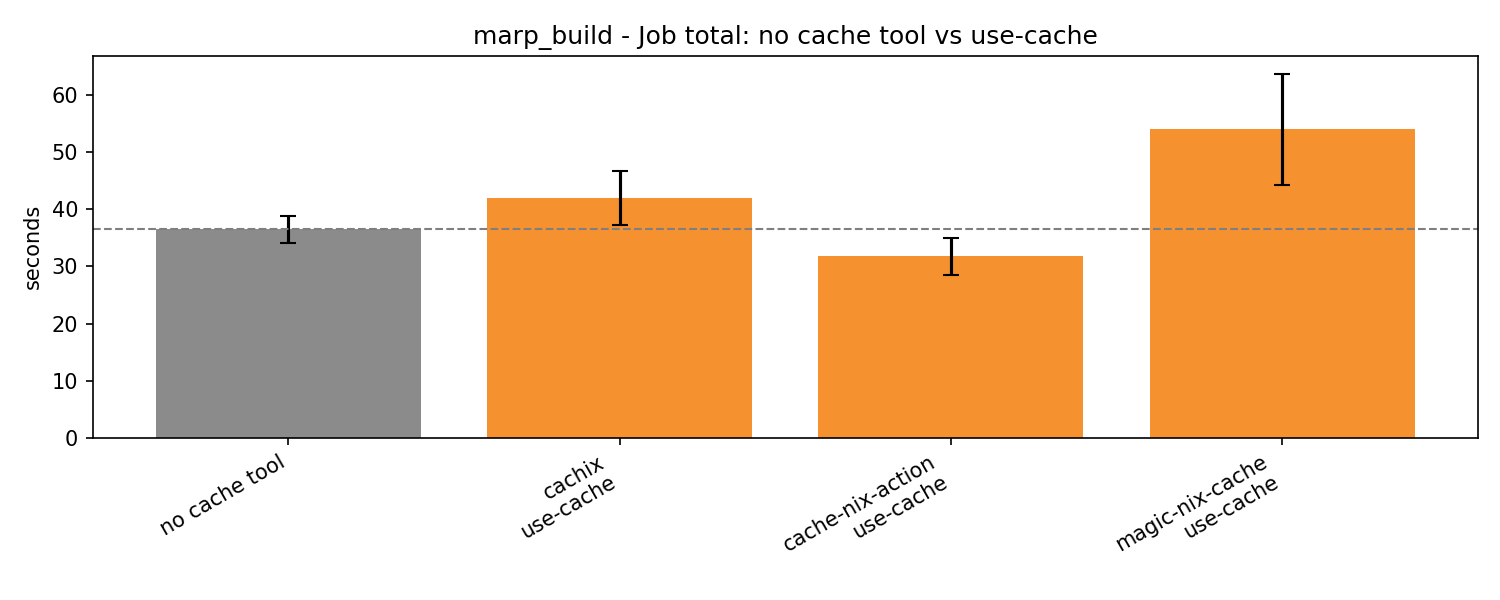 marp_build - Job total: no cache tool vs use-cache
seconds
60
50
40
30
20
10
0
no cache tool
cachix
use-cache
cache-nix-action
use-cache
magic-nix-cache
use-cache